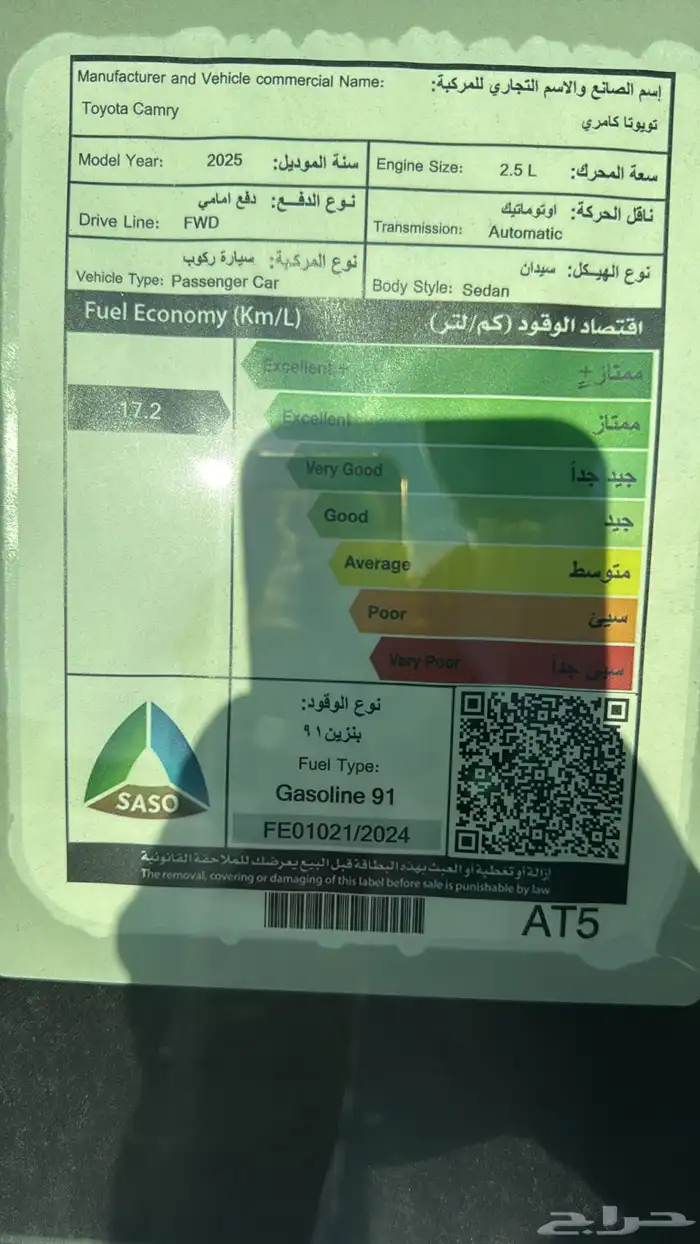 Manufacturer and Vehicle commercial Name: إسم الصانع والاسم التجاري للمركبة:
Toyota Camry تويوتا كامري
Model Year: 2025 سنة الموديل:
Engine Size: 2.5 L سعة المحرك:
نوع الدفع: دفع امامي
Drive Line: FWD
ناقل الحركة: اوتوماتيك
Transmission: Automatic
نوع المركبة: سيارة ركوب
Vehicle Type: Passenger Car
نوع الهيكل: سيدان
Body Style: Sedan
Fuel Economy (Km/L) اقتصاد الوقود (كم/لتر)
Excellent + ممتاز+
17.2
Excellent ممتاز
Very Good جيد جداً
Good جيد
Average متوسط
Poor سيئ
Very Poor سيئ جداً
SASO
نوع الوقود:
بنزين ٩١
Fuel Type:
Gasoline 91
FE01021/2024
إزالة أو تغطية أو العبث بهذه البطاقة قبل البيع يعرضك للملاحقة القانونية
The removal, covering or damaging of this label before sale is punishable by law
AT5
حراج